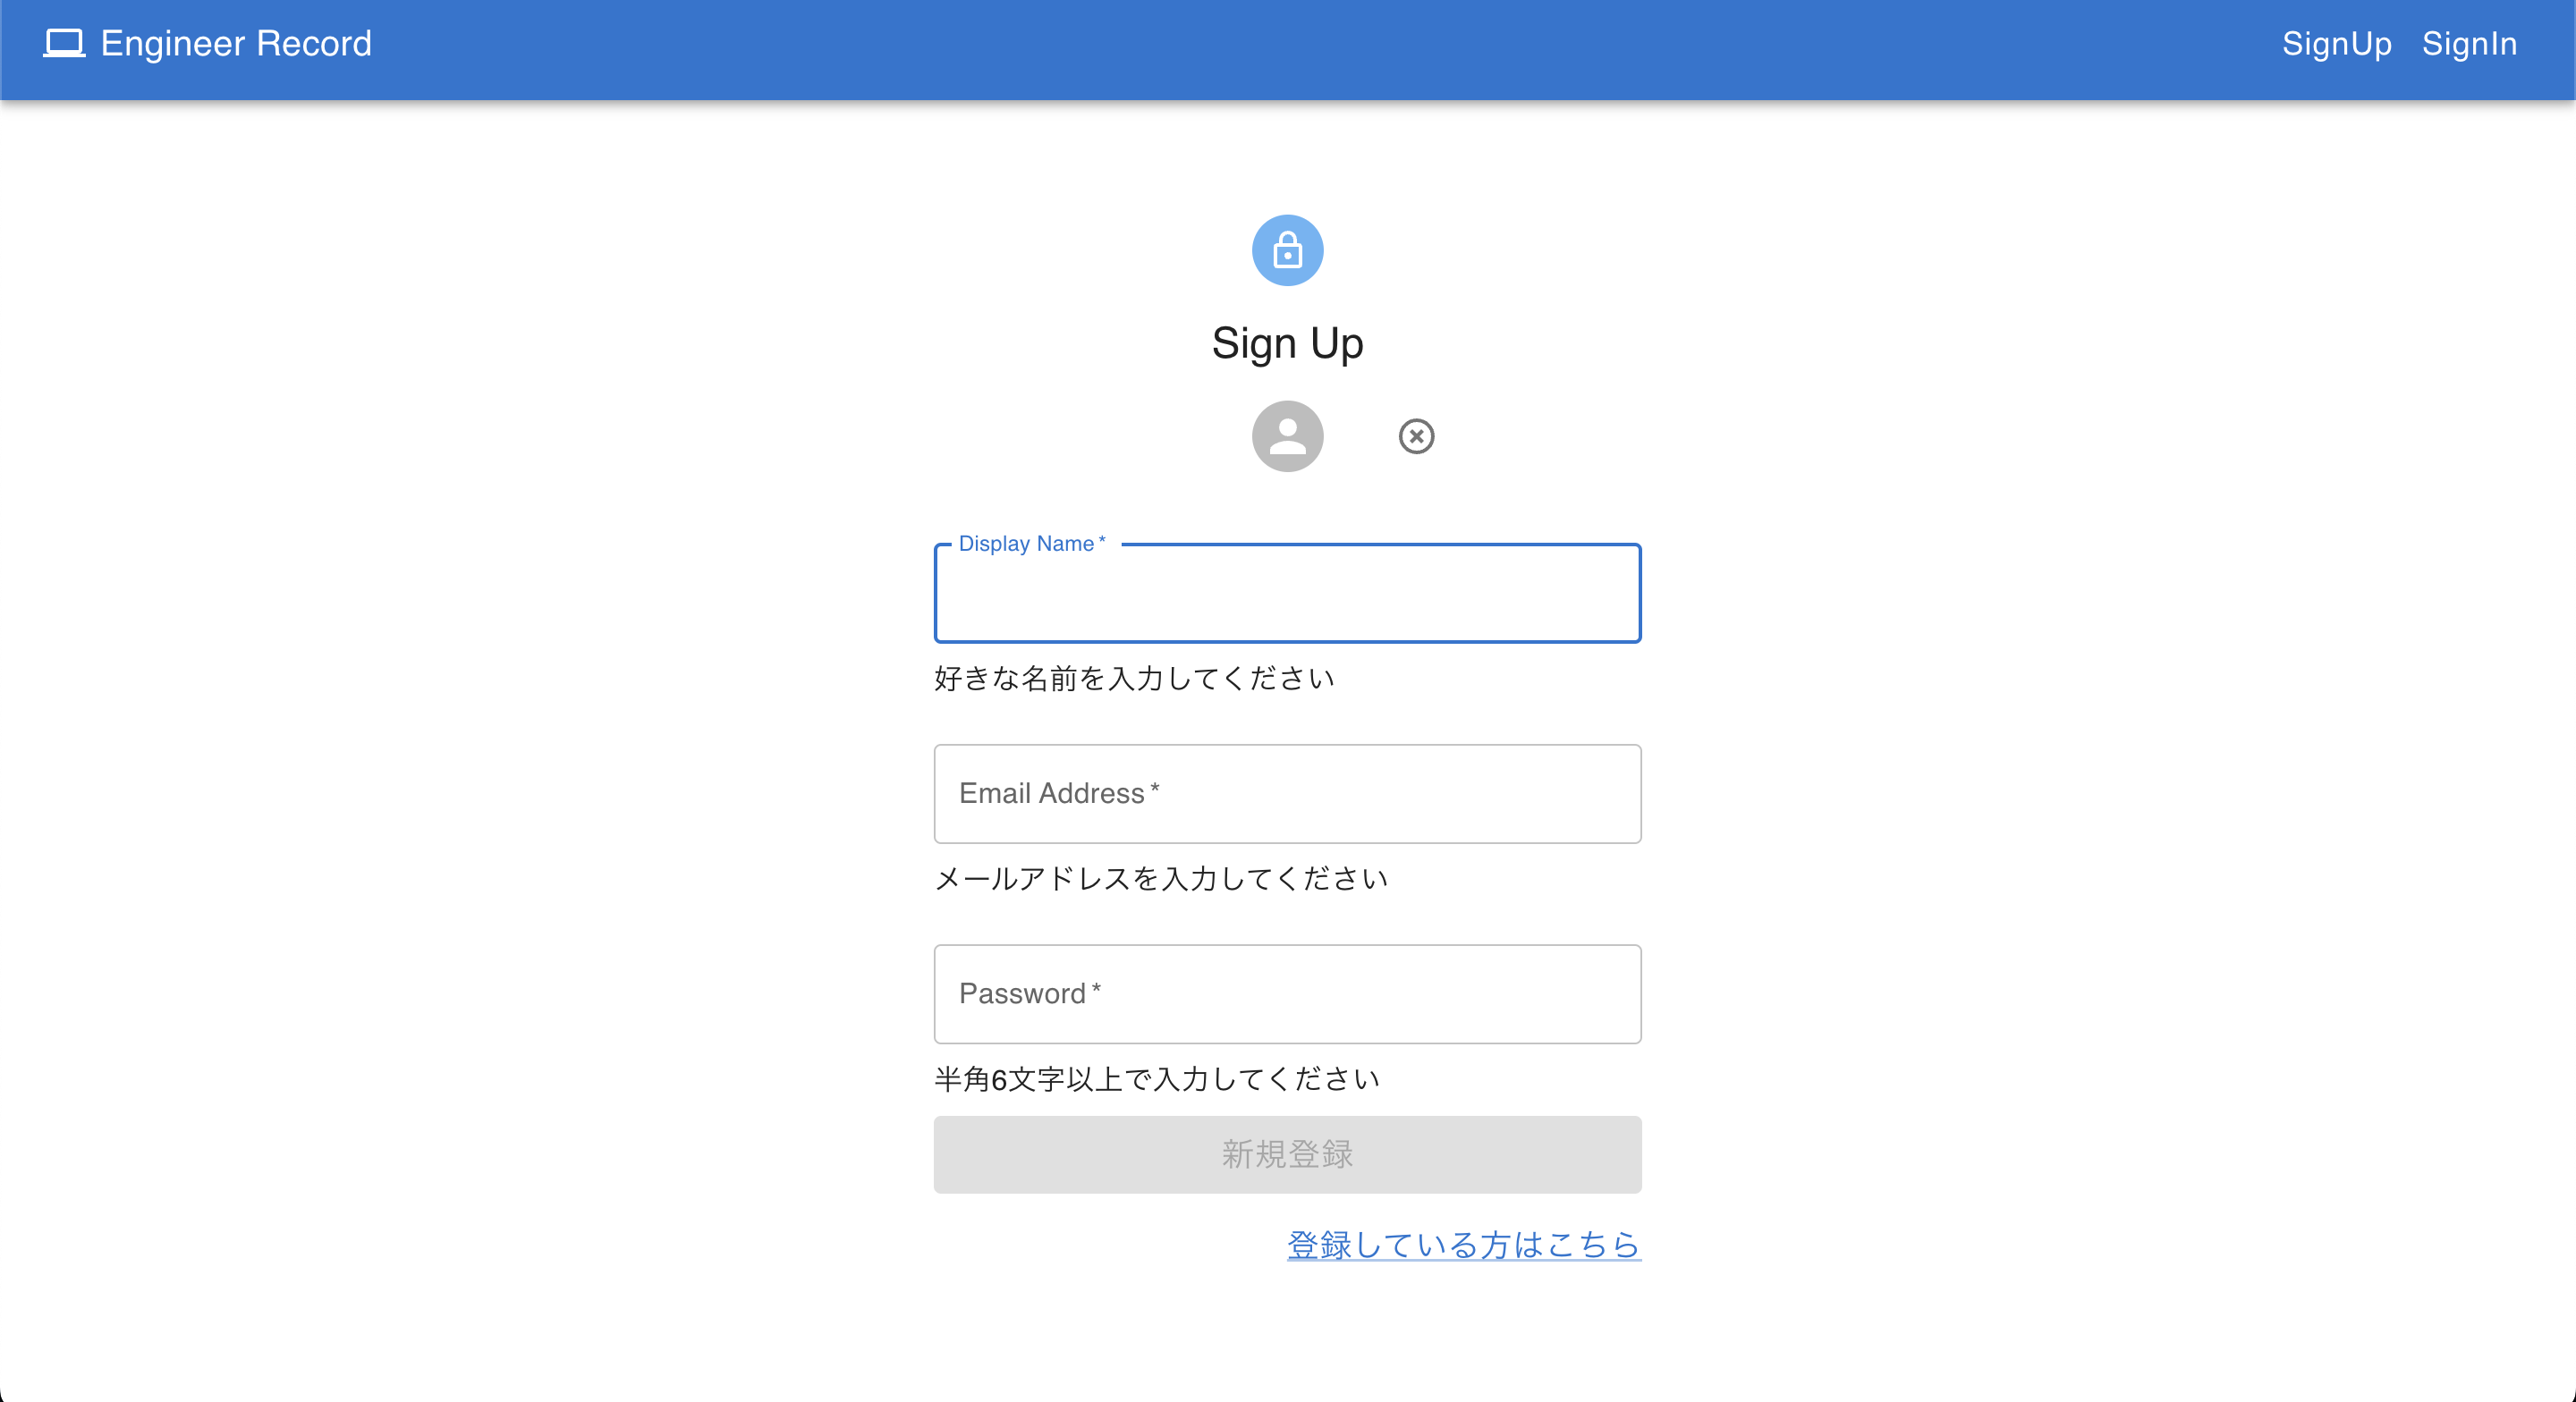 Engineer Record
SignUp SignIn
Sign Up
Display Name *
好きな名前を入力してください
Email Address *
メールアドレスを入力してください
Password *
半角6文字以上で入力してください
新規登録
登録している方はこちら